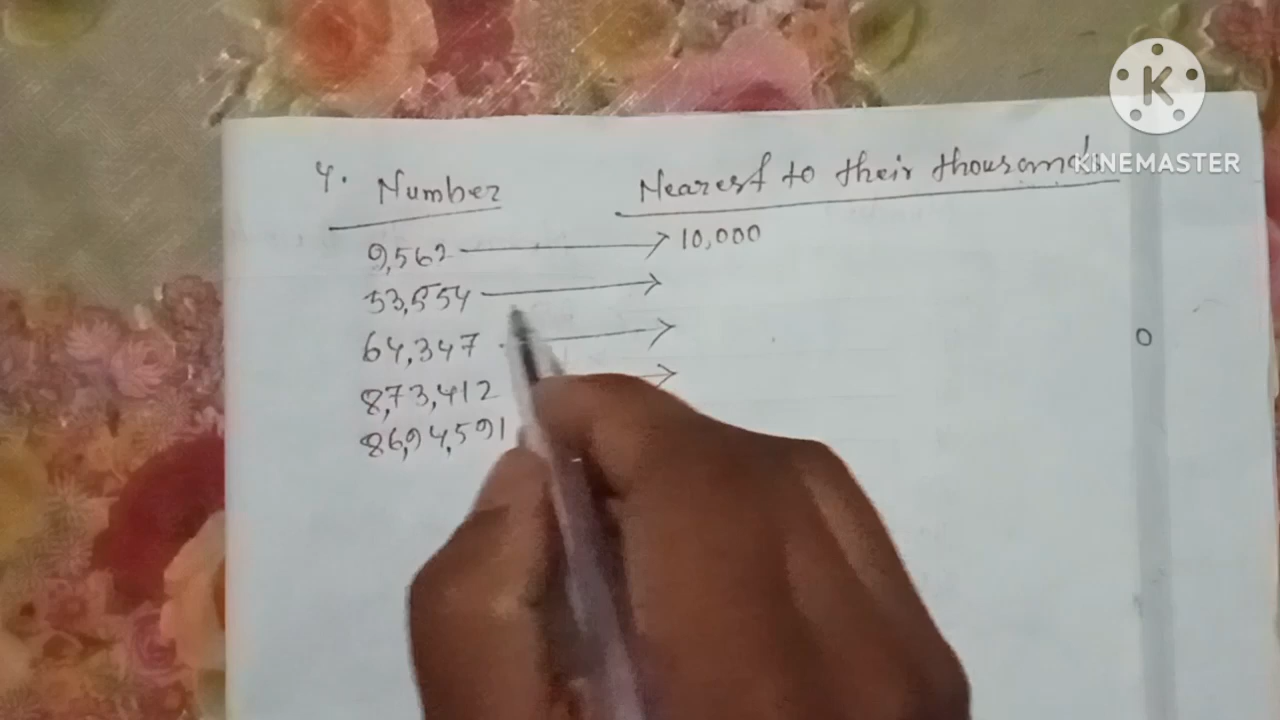 K
KINEMASTER
4. Number Nearest to their thousands
9,562 → 10,000
53,554 →
64,347 →
8,73,412 →
86,94,591